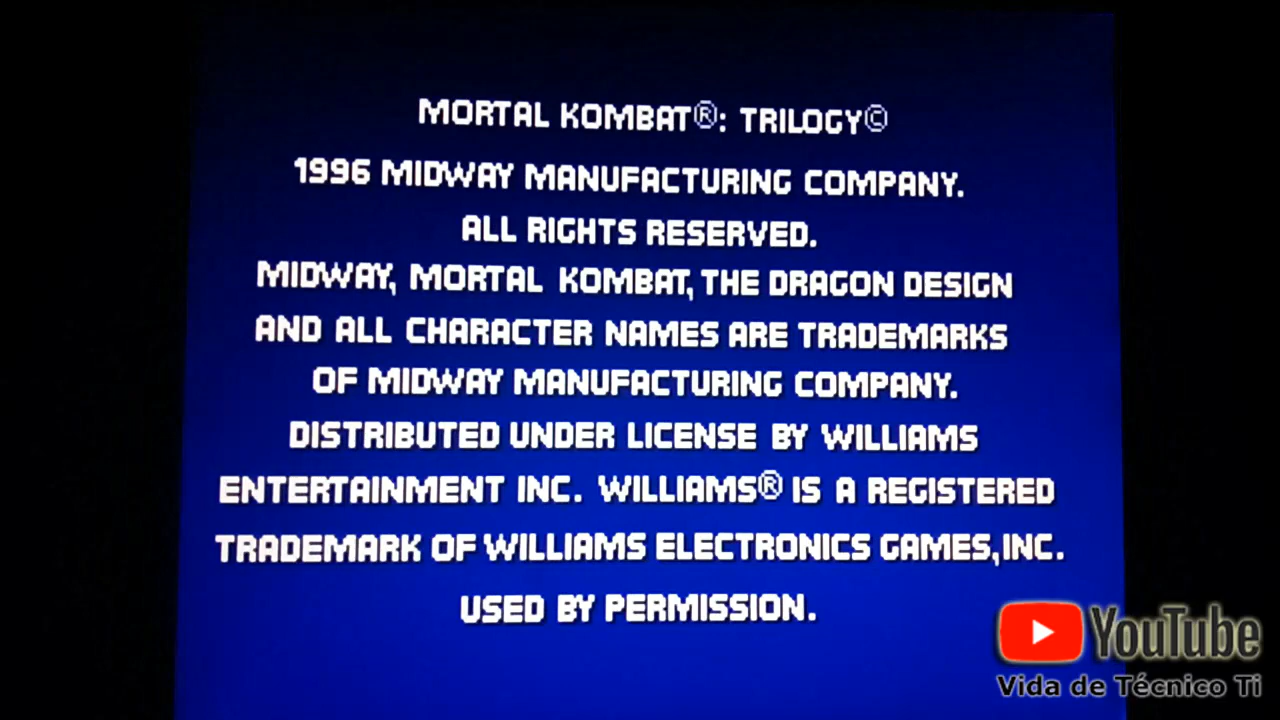 MORTAL KOMBAT®: TRILOGY©
1996 MIDWAY MANUFACTURING COMPANY.
ALL RIGHTS RESERVED.
MIDWAY, MORTAL KOMBAT, THE DRAGON DESIGN
AND ALL CHARACTER NAMES ARE TRADEMARKS
OF MIDWAY MANUFACTURING COMPANY.
DISTRIBUTED UNDER LICENSE BY WILLIAMS
ENTERTAINMENT INC. WILLIAMS® IS A REGISTERED
TRADEMARK OF WILLIAMS ELECTRONICS GAMES,INC.
USED BY PERMISSION.
YouTube
Vida de Técnico Ti